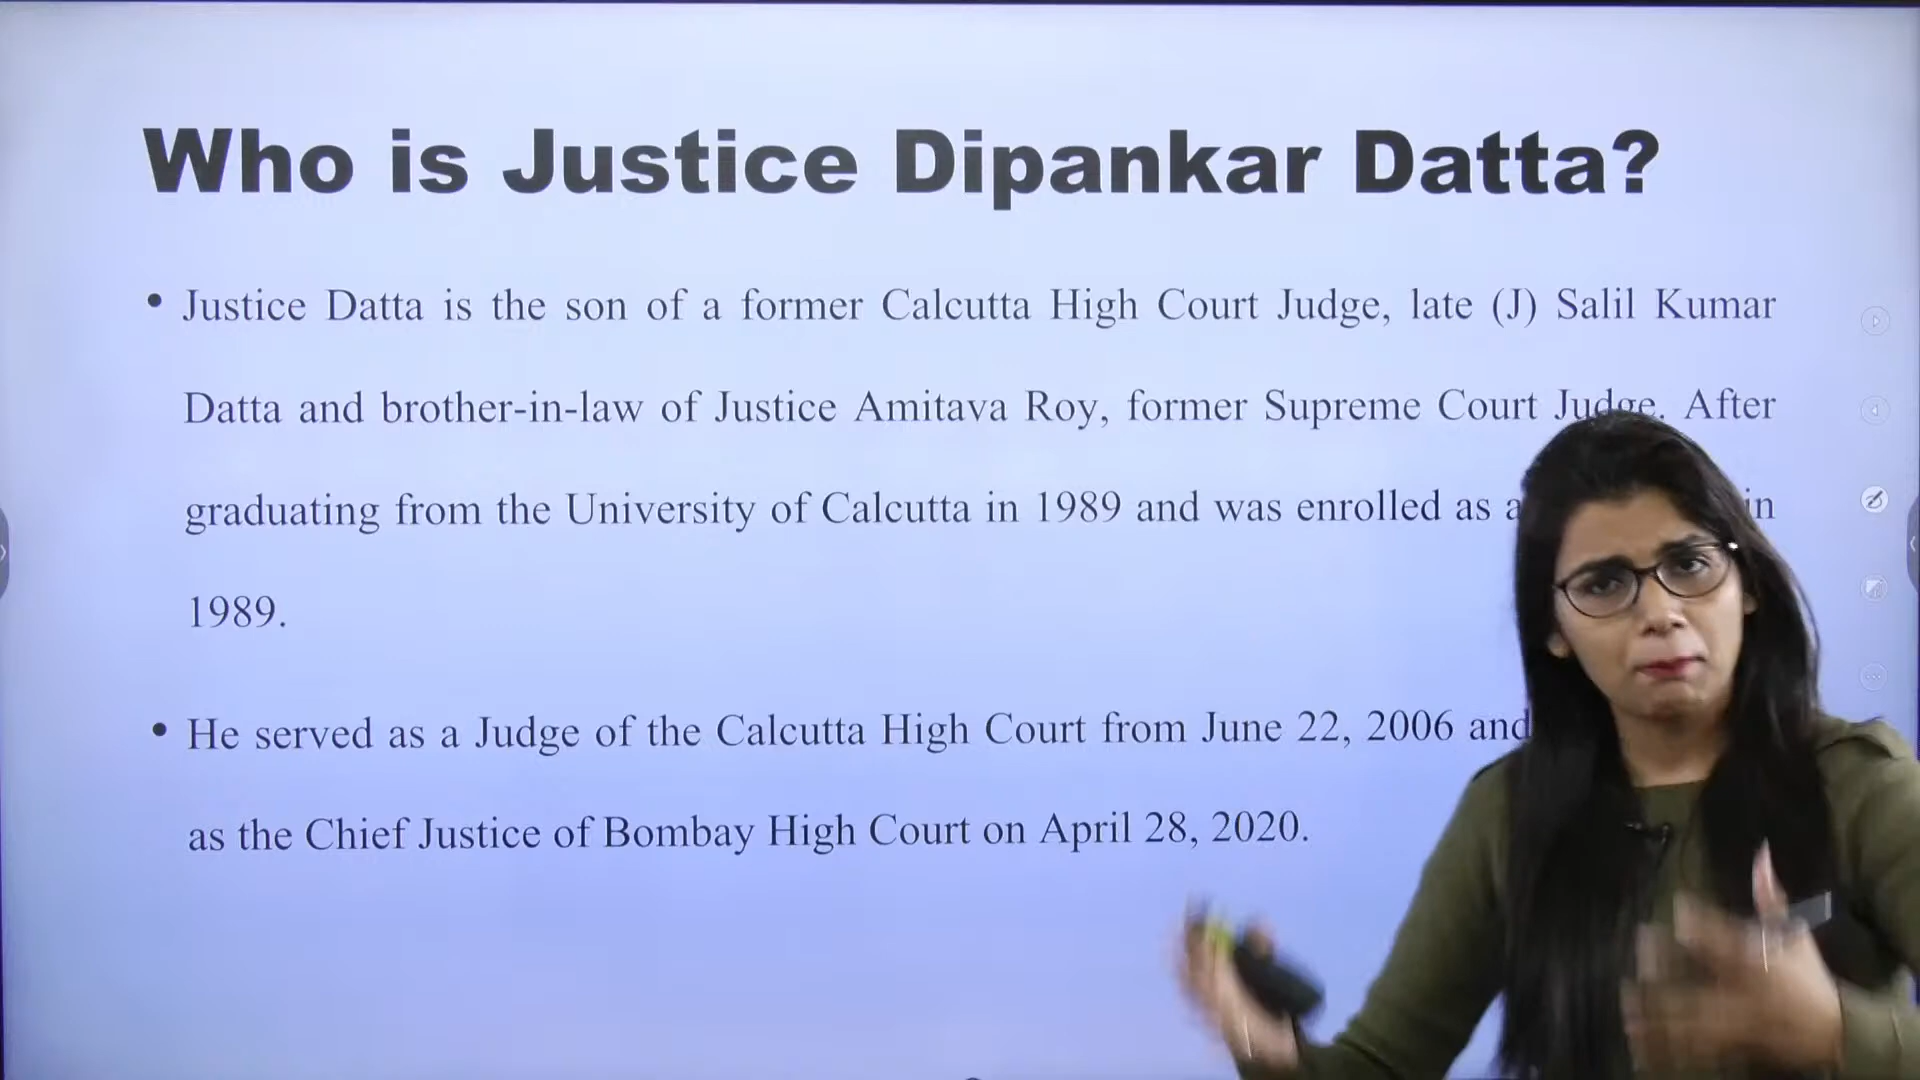 Who is Justice Dipankar Datta?
• Justice Datta is the son of a former Calcutta High Court Judge, late (J) Salil Kumar
Datta and brother-in-law of Justice Amitava Roy, former Supreme Court Judge. After
graduating from the University of Calcutta in 1989 and was enrolled as in
1989.
• He served as a Judge of the Calcutta High Court from June 22, 2006 and
as the Chief Justice of Bombay High Court on April 28, 2020.